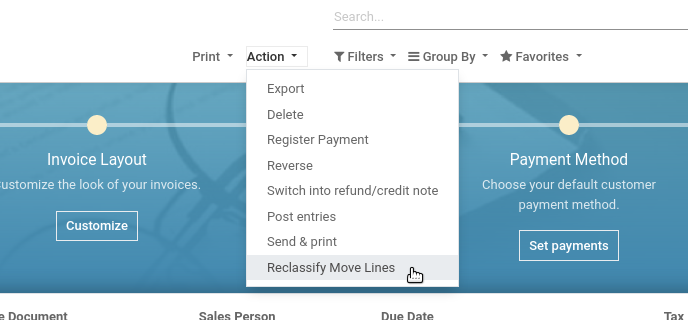 Search...
Print Action Filters Group By Favorites
Export
Delete
Register Payment
Reverse
Switch into refund/credit note
Post entries
Send & print
Reclassify Move Lines
Invoice Layout
ustomize the look of your invoices.
Customize
Payment Method
Choose your default customer
payment method.
Set payments
e Document Sales Person Due Date Tax